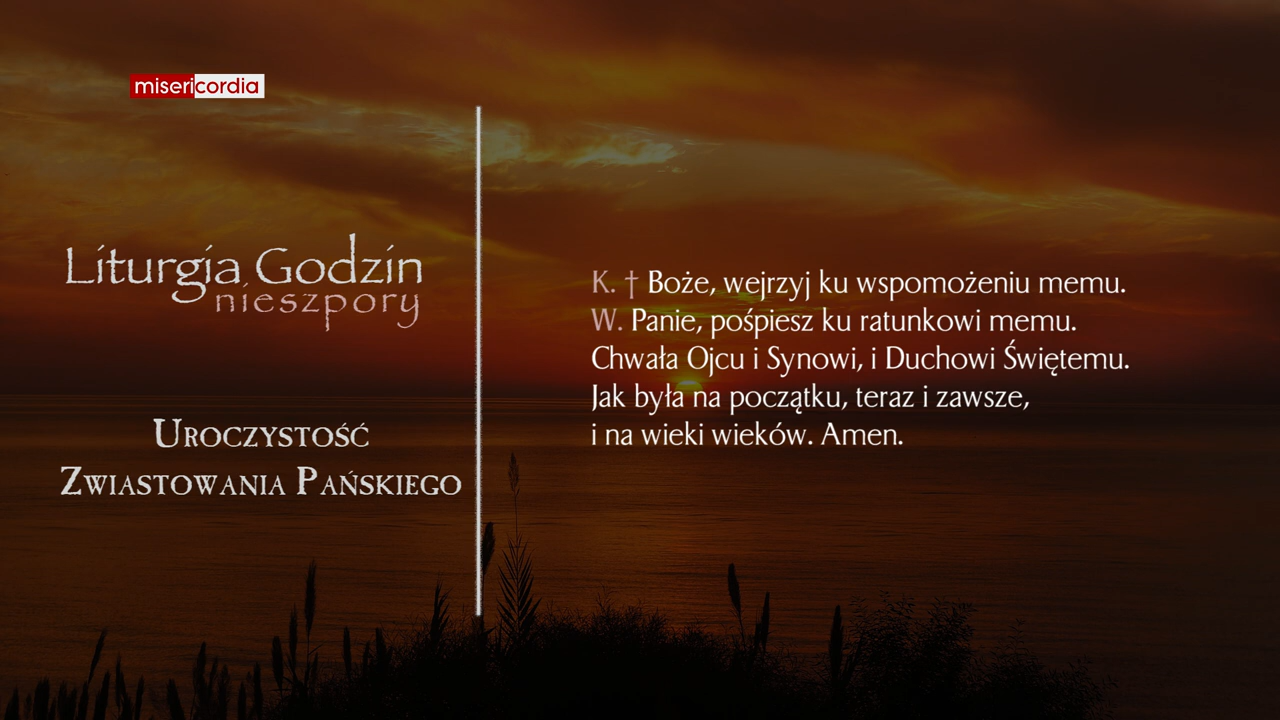 misericordia
Liturgia Godzin
nieszpory
Uroczystość
Zwiastowania Pańskiego
K. † Boże, wejrzyj ku wspomożeniu memu.
W. Panie, pośpiesz ku ratunkowi memu.
Chwała Ojcu i Synowi, i Duchowi Świętemu.
Jak była na początku, teraz i zawsze,
i na wieki wieków. Amen.